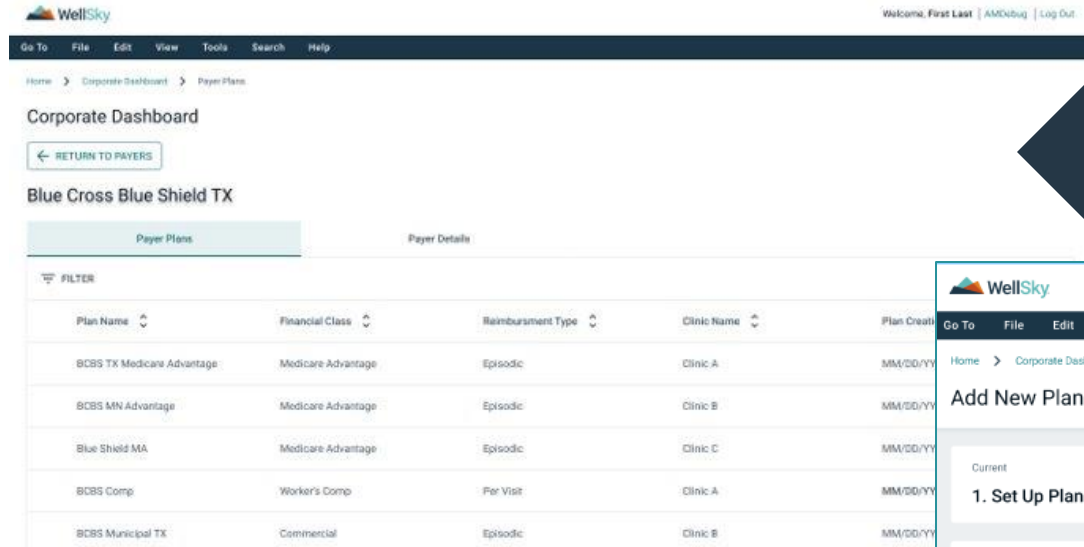 WellSky
Welcome, First Last | AMDebug | Log Out
Go To File Edit View Tools Search Help
Home > Corporate Dashboard > Payer Plans
Corporate Dashboard
← RETURN TO PAYERS
Blue Cross Blue Shield TX
Payer Plans Payer Details
FILTER
Plan Name Financial Class Reimbursment Type Clinic Name Plan Creati
BCBS TX Medicare Advantage Medicare Advantage Episodic Clinic A MM/DD/YY
BCBS MN Advantage Medicare Advantage Episodic Clinic B MM/DD/YY
Blue Shield MA Medicare Advantage Episodic Clinic C MM/DD/YY
BCBS Comp Worker's Comp Per Visit Clinic A MM/DD/YY
BCBS Municipal TX Commercial Episodic Clinic B MM/DD/YY
WellSky
Go To File Edit
Home > Corporate Das
Add New Plan
Current
1. Set Up Plan